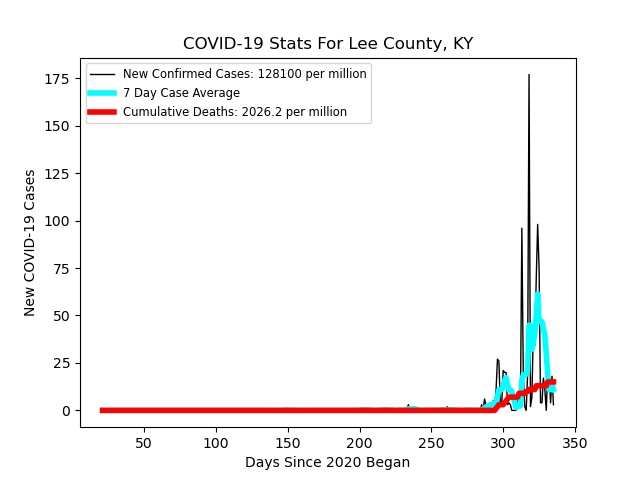 COVID-19 Stats For Lee County, KY
New Confirmed Cases: 128100 per million
7 Day Case Average
Cumulative Deaths: 2026.2 per million
New COVID-19 Cases
175
150
125
100
75
50
25
0
50
100
150
200
250
300
350
Days Since 2020 Began